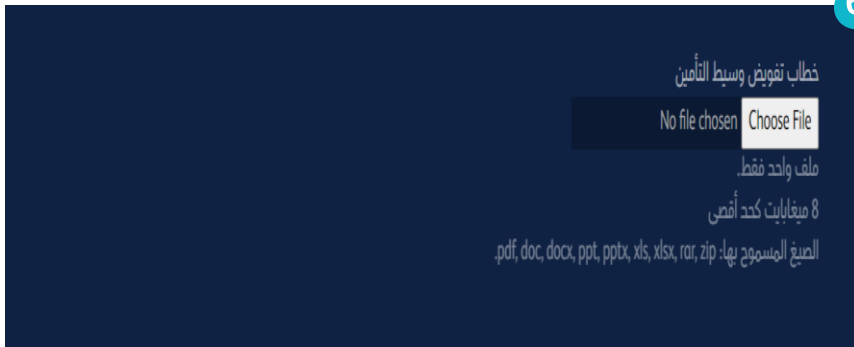 خطاب تفويض وسيط التأمين
Choose File No file chosen
ملف واحد فقط.
8 ميغابايت كحد أقصى
الصيغ المسموح بها: pdf, doc, docx, ppt, pptx, xls, xlsx, rar, zip.